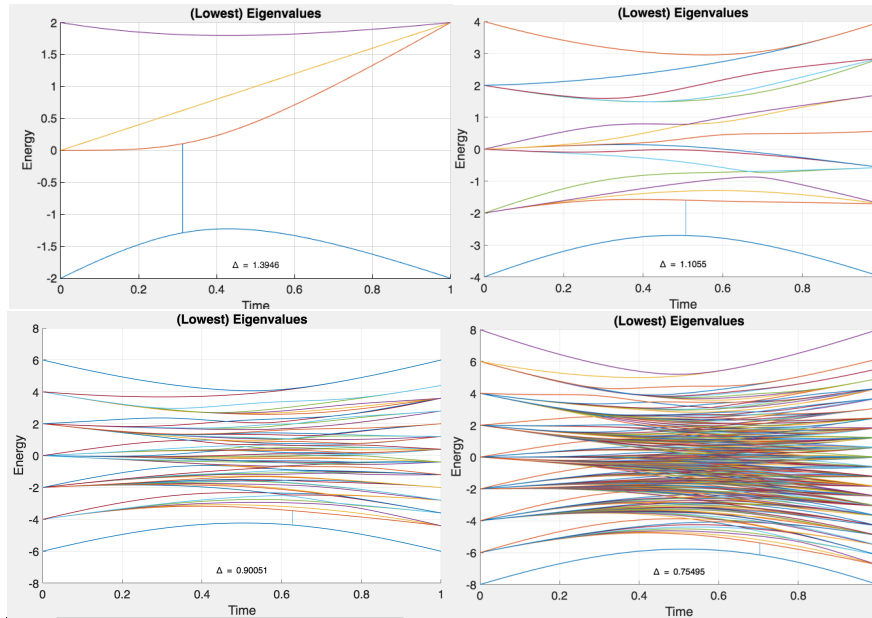 (Lowest) Eigenvalues
2
1.5
1
0.5
0
-0.5
-1
-1.5
-2
Energy
Δ = 1.3946
0 0.2 0.4 0.6 0.8 1
Time
(Lowest) Eigenvalues
4
3
2
1
0
-1
-2
-3
-4
Energy
Δ = 1.1055
0 0.2 0.4 0.6 0.8
Time
(Lowest) Eigenvalues
8
6
4
2
0
-2
-4
-6
-8
Energy
Δ = 0.90051
0 0.2 0.4 0.6 0.8 1
Time
(Lowest) Eigenvalues
8
6
4
2
0
-2
-4
-6
-8
Energy
Δ = 0.75495
0 0.2 0.4 0.6 0.8
Time